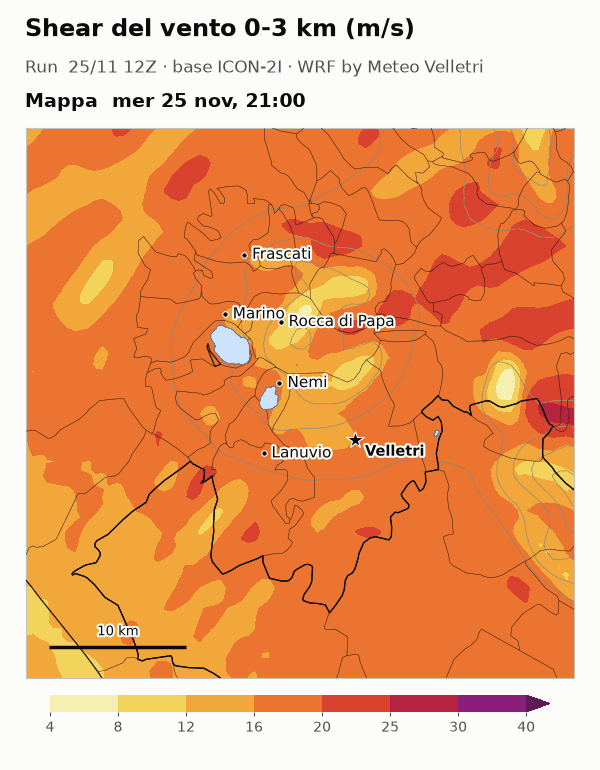 Shear del vento 0-3 km (m/s)
Run  25/11 12Z · base ICON-2I · WRF by Meteo Velletri
Mappa  mer 25 nov, 21:00
Frascati
Marino
Rocca di Papa
Nemi
Velletri
Lanuvio
10 km
4 8 12 16 20 25 30 40